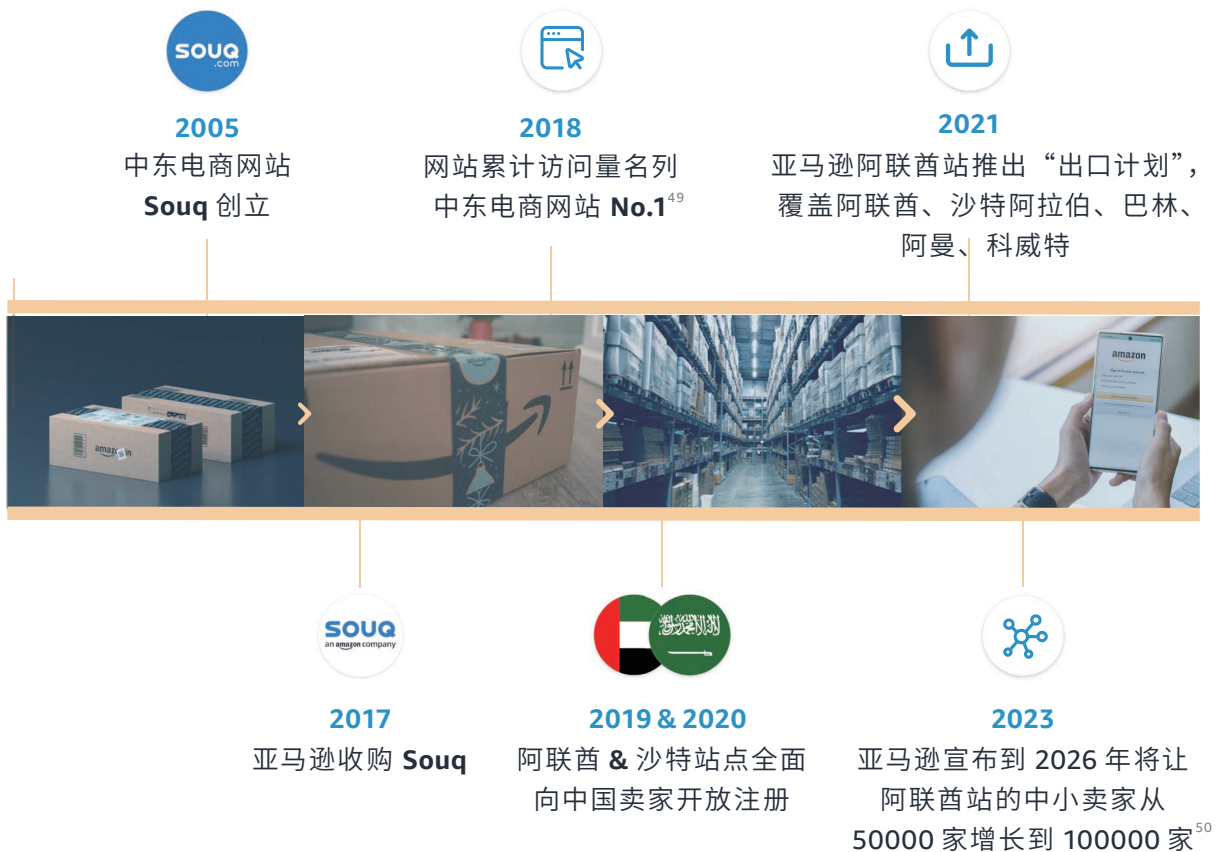 SOUQ
.com
2005
中东电商网站
Souq 创立
2018
网站累计访问量名列
中东电商网站 No.1⁴⁹
2021
亚马逊阿联酋站推出“出口计划”，
覆盖阿联酋、沙特阿拉伯、巴林、
阿曼、科威特
amazon
SOUQ
an amazon company
2017
亚马逊收购 Souq
2019 & 2020
阿联酋 & 沙特站点全面
向中国卖家开放注册
2023
亚马逊宣布到 2026 年将让
阿联酋站的中小卖家从
50000 家增长到 100000 家⁵⁰